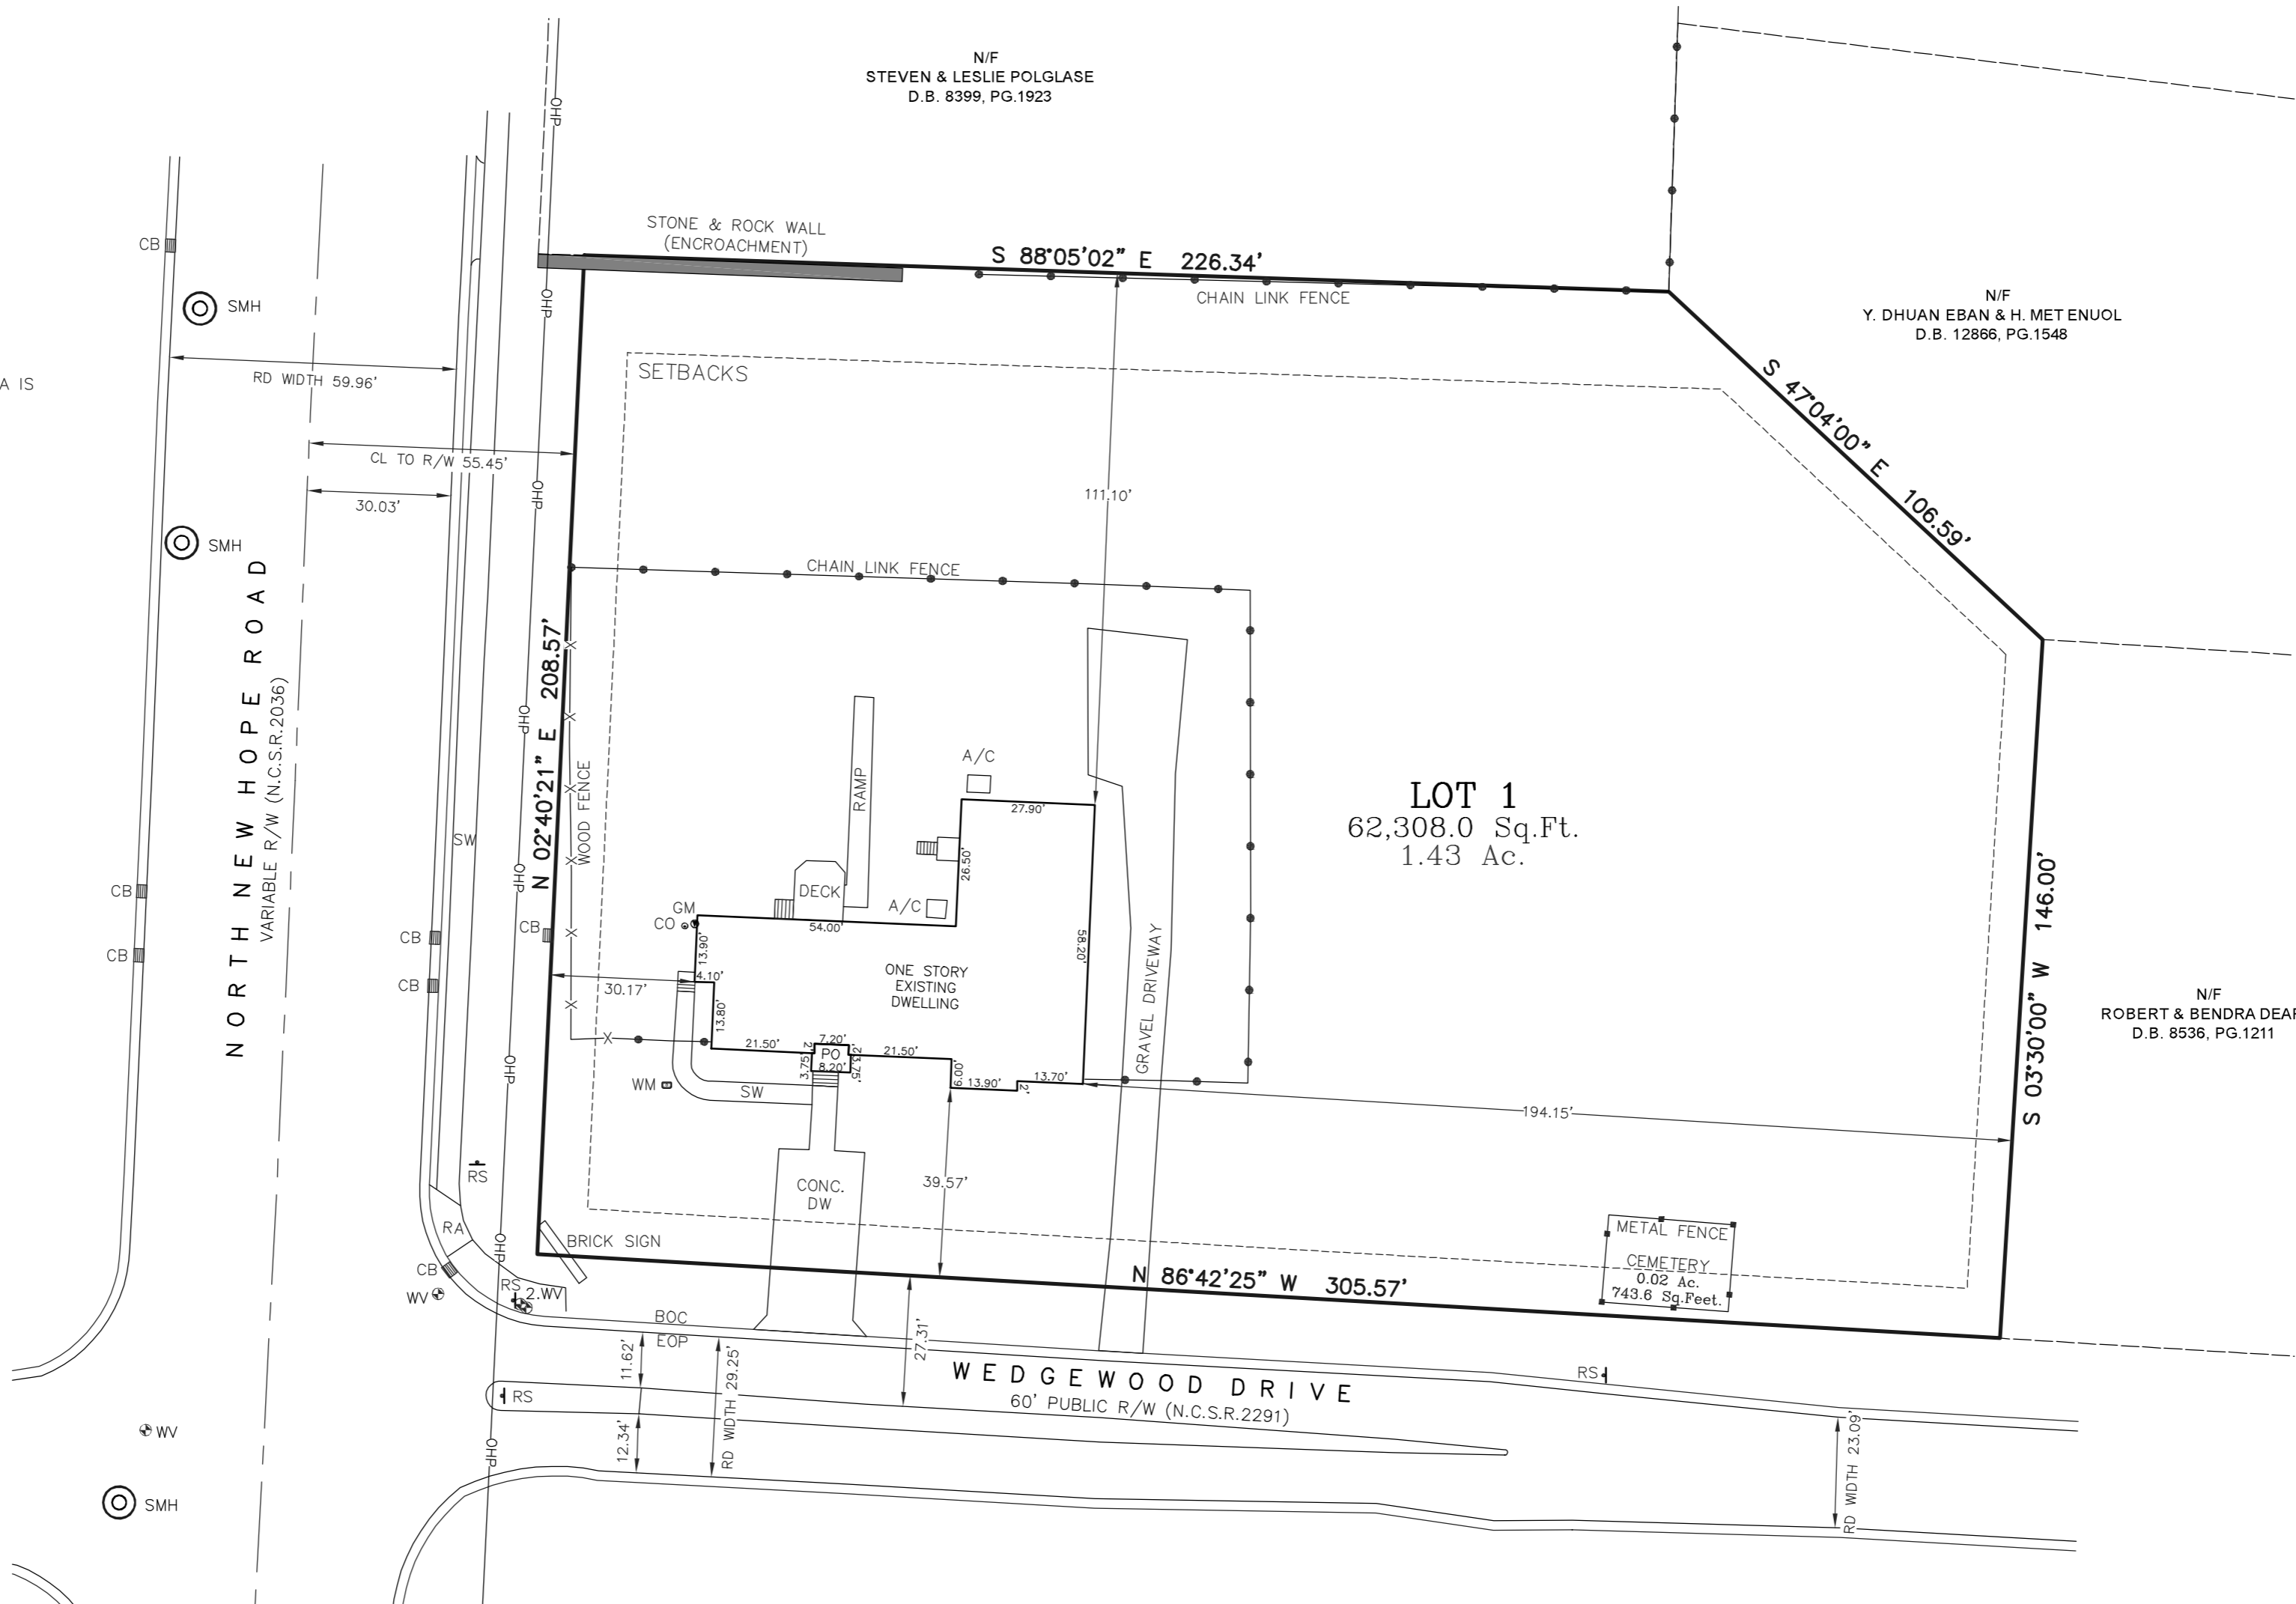 N/F
STEVEN & LESLIE POLGLASE
D.B. 8399, PG.1923
OHP
STONE & ROCK WALL
(ENCROACHMENT)
S 88°05'02" E 226.34'
CHAIN LINK FENCE
CB
SMH
OHP
N/F
Y. DHUAN EBAN & H. MET ENUOL
D.B. 12866, PG.1548
A IS
RD WIDTH 59.96'
SETBACKS
S 47°04'00" E 106.59'
CL TO R/W 55.45'
30.03'
OHP
111.10'
SMH
CHAIN LINK FENCE
NORTH NEW HOPE ROAD
VARIABLE R/W (N.C.S.R.2036)
N 02°40'21" E 208.57'
OHP
WOOD FENCE
RAMP
A/C
27.90'
LOT 1
62,308.0 Sq.Ft.
1.43 Ac.
SW
26.50'
OHP
CB
DECK
A/C
GM
CO
54.00'
CB
CB
CB
CB
13.90'
58.20'
GRAVEL DRIVEWAY
S 03°30'00" W 146.00'
4.10'
30.17'
ONE STORY
EXISTING
DWELLING
N/F
ROBERT & BENDRA DEAR
D.B. 8536, PG.1211
13.80'
21.50'
7.20'
2'
PO
8.20'
3.75'
2'
3.75'
21.50'
6.00'
13.90'
2'
13.70'
OHP
WM
SW
194.15'
RS
CONC.
DW
39.57'
RA
OHP
BRICK SIGN
METAL FENCE
CEMETERY
0.02 Ac.
743.6 Sq.Feet.
CB
WV
RS
2.WV
N 86°42'25" W 305.57'
BOC
EOP
11.62'
RD WIDTH 29.25'
27.31'
WEDGEWOOD DRIVE
60' PUBLIC R/W (N.C.S.R.2291)
RS
RS
12.34'
OHP
WV
RD WIDTH 23.09'
SMH